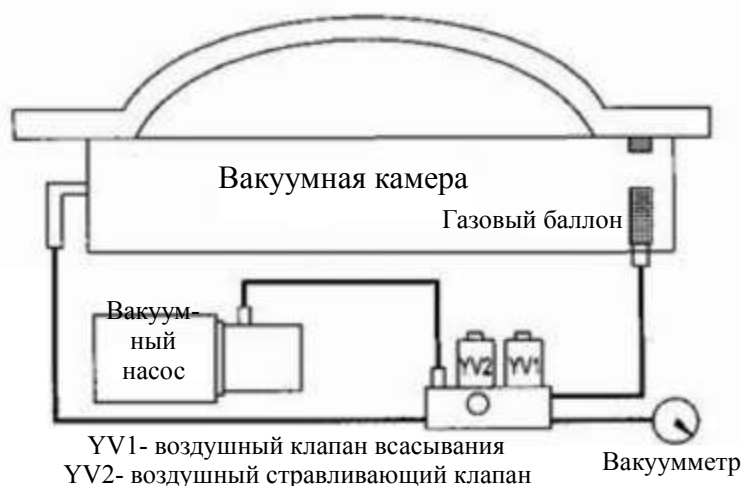 Вакуумная камера
Газовый баллон
Вакуум-
ный
насос
YV2 YV1
YV1- воздушный клапан всасывания
YV2- воздушный стравливающий клапан
Вакуумметр